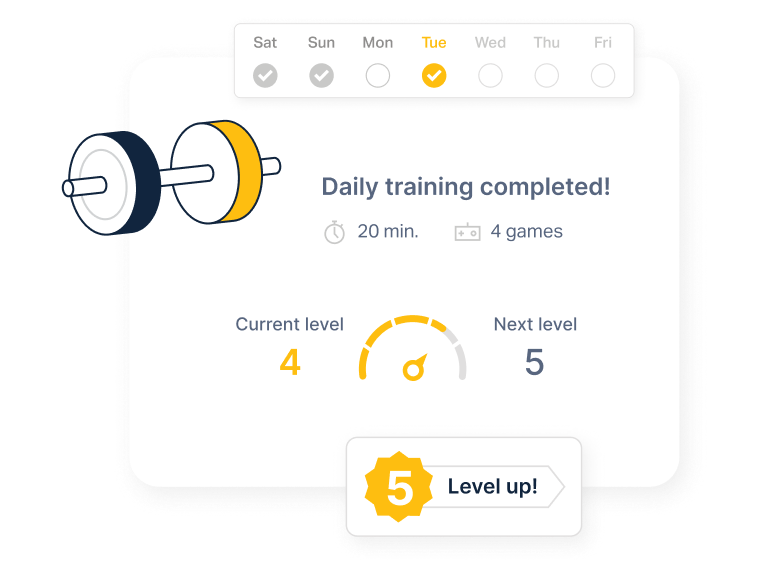 Sat Sun Mon Tue Wed Thu Fri
Daily training completed!
20 min. 4 games
Current level Next level
4 5
5 Level up!